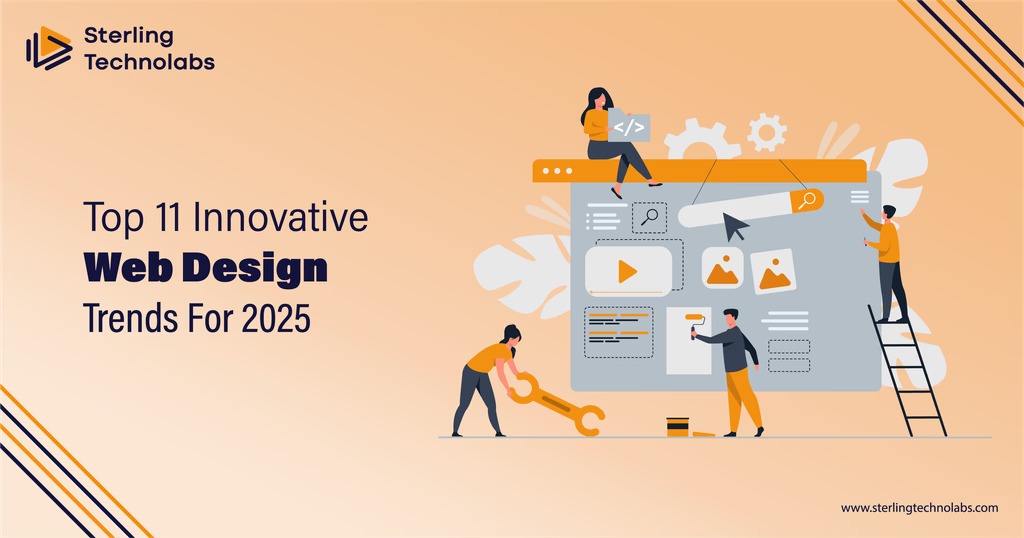 Sterling
Technolabs
</>
Top 11 Innovative
Web Design
Trends For 2025
www.sterlingtechnolabs.com